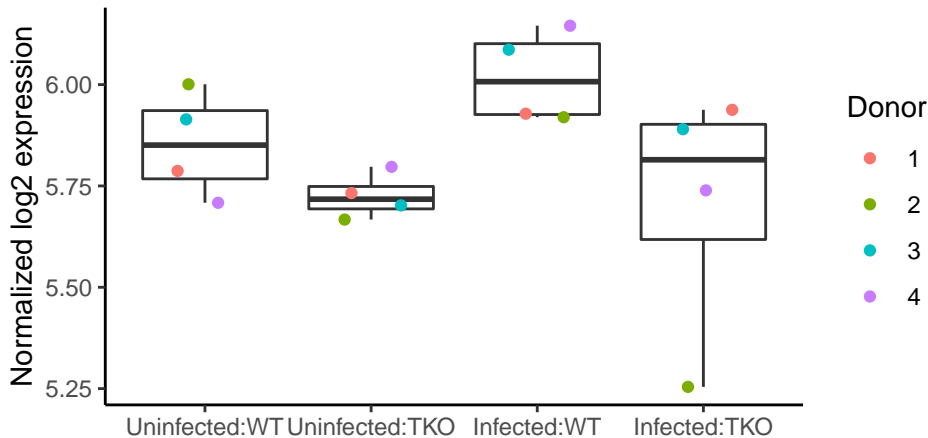 Normalized log2 expression
6.00
5.75
5.50
5.25
Uninfected:WT
Uninfected:TKO
Infected:WT
Infected:TKO
Donor
1
2
3
4